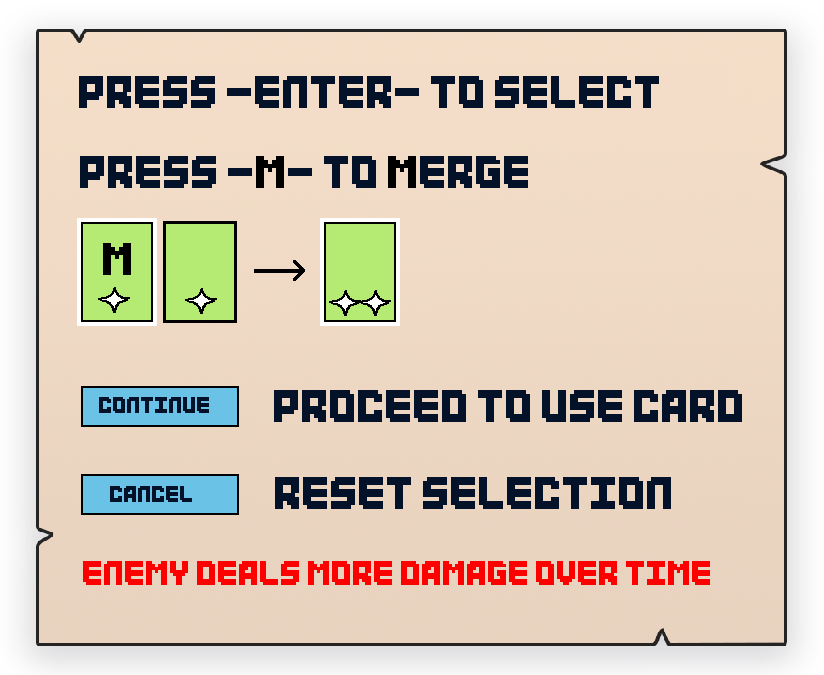 PRESS -ENTER- TO SELECT
PRESS -M- TO MERGE
M
CONTINUE PROCEED TO USE CARD
CANCEL RESET SELECTION
ENEMY DEALS MORE DAMAGE OVER TIME